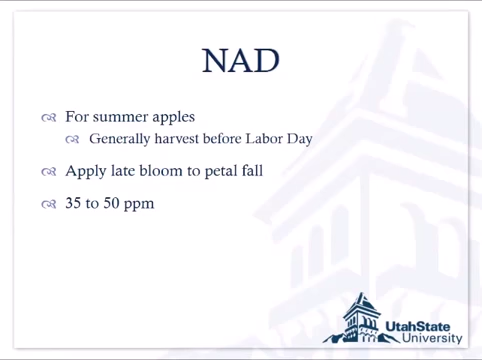 NAD
For summer apples
Generally harvest before Labor Day
Apply late bloom to petal fall
35 to 50 ppm
UtahState
University